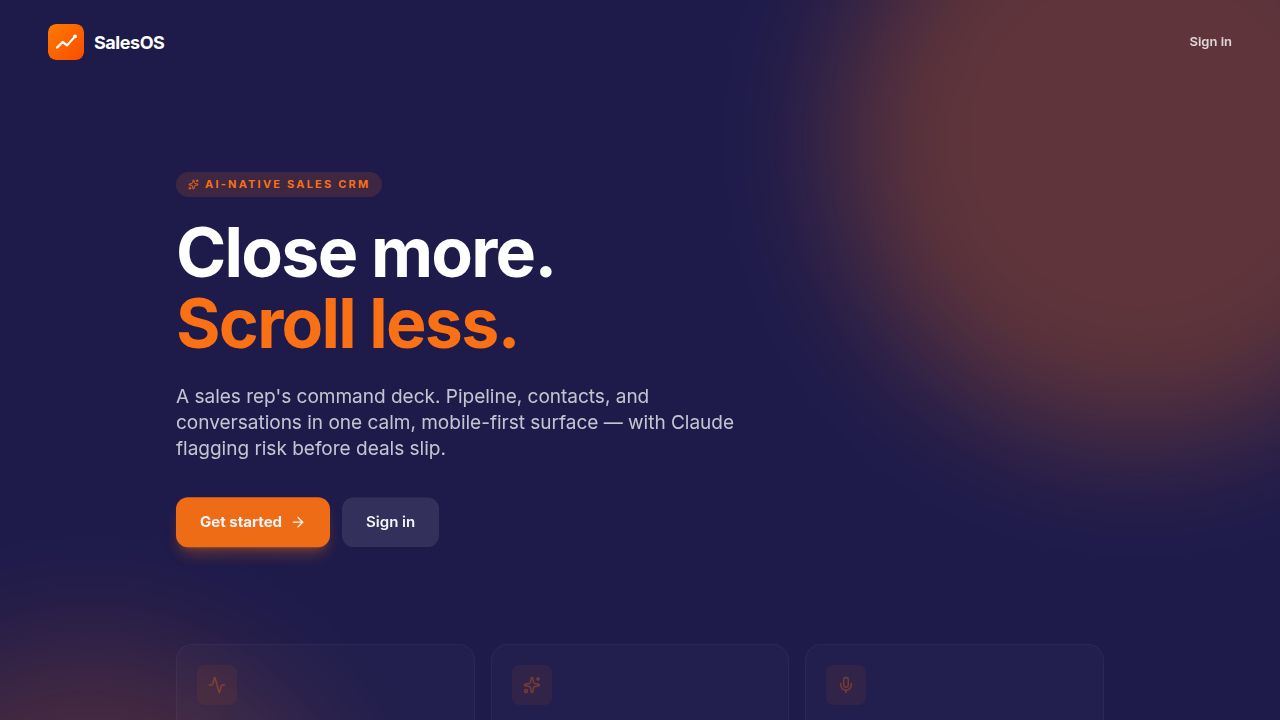 SalesOS
Sign in
AI-NATIVE SALES CRM
Close more.
Scroll less.
A sales rep's command deck. Pipeline, contacts, and
conversations in one calm, mobile-first surface — with Claude
flagging risk before deals slip.
Get started
Sign in